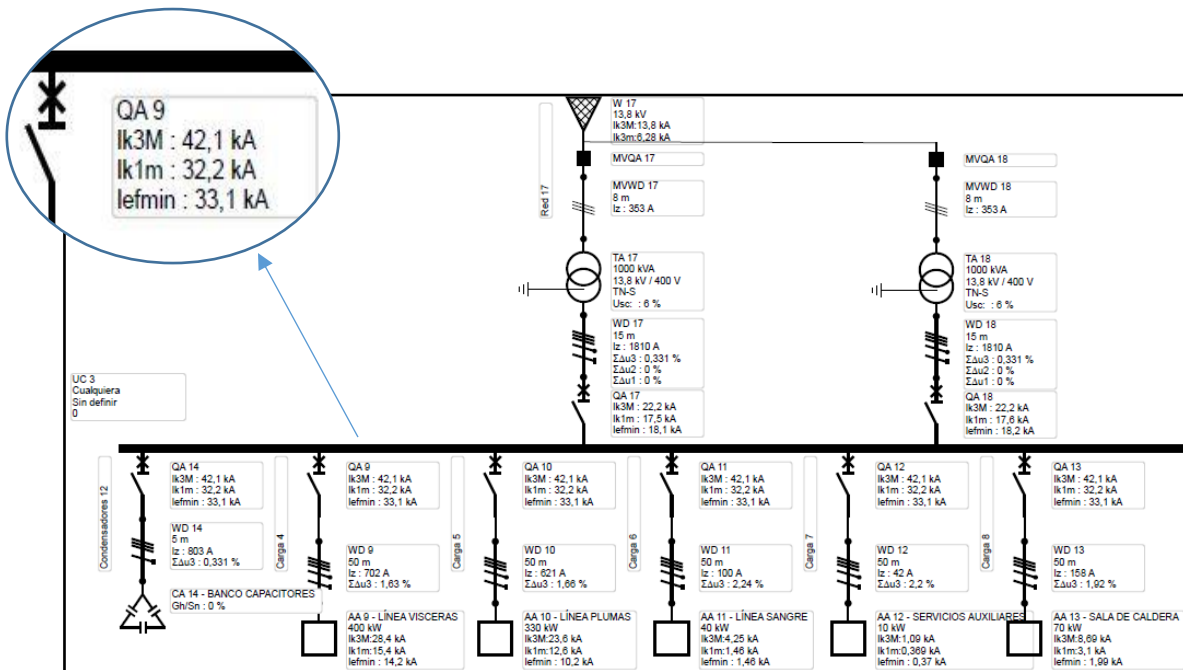 QA 9
Ik3M : 42,1 kA
Ik1m : 32,2 kA
Iefmin : 33,1 kA
Red 17
W 17
13,8 kV
Ik3M:13,8 kA
Ik3m:6,28 kA
MVQA 17
MVWD 17
8 m
Iz : 353 A
TA 17
1000 kVA
13,8 kV / 400 V
TN-S
Usc: : 6 %
WD 17
15 m
Iz : 1810 A
ΣΔu3 : 0,331 %
ΣΔu2 : 0 %
ΣΔu1 : 0 %
QA 17
Ik3M : 22,2 kA
Ik1m : 17,5 kA
Iefmin : 18,1 kA
MVQA 18
MVWD 18
8 m
Iz : 353 A
TA 18
1000 kVA
13,8 kV / 400 V
TN-S
Usc: : 6 %
WD 18
15 m
Iz : 1810 A
ΣΔu3 : 0,331 %
ΣΔu2 : 0 %
ΣΔu1 : 0 %
QA 18
Ik3M : 22,2 kA
Ik1m : 17,6 kA
Iefmin : 18,2 kA
UC 3
Cualquiera
Sin definir
0
Condensadores 12
QA 14
Ik3M : 42,1 kA
Ik1m : 32,2 kA
Iefmin : 33,1 kA
WD 14
5 m
Iz : 803 A
ΣΔu3 : 0,331 %
CA 14 - BANCO CAPACITORES
Gh/Sn : 0 %
Carga 4
QA 9
Ik3M : 42,1 kA
Ik1m : 32,2 kA
Iefmin : 33,1 kA
WD 9
50 m
Iz : 702 A
ΣΔu3 : 1,63 %
AA 9 - LÍNEA VISCERAS
400 kW
Ik3M:28,4 kA
Ik1m:15,4 kA
Iefmin : 14,2 kA
Carga 5
QA 10
Ik3M : 42,1 kA
Ik1m : 32,2 kA
Iefmin : 33,1 kA
WD 10
50 m
Iz : 621 A
ΣΔu3 : 1,66 %
AA 10 - LÍNEA PLUMAS
330 kW
Ik3M:23,6 kA
Ik1m:12,6 kA
Iefmin : 10,2 kA
Carga 6
QA 11
Ik3M : 42,1 kA
Ik1m : 32,2 kA
Iefmin : 33,1 kA
WD 11
50 m
Iz : 100 A
ΣΔu3 : 2,24 %
AA 11 - LÍNEA SANGRE
40 kW
Ik3M:4,25 kA
Ik1m:1,46 kA
Iefmin : 1,46 kA
Carga 7
QA 12
Ik3M : 42,1 kA
Ik1m : 32,2 kA
Iefmin : 33,1 kA
WD 12
50 m
Iz : 42 A
ΣΔu3 : 2,2 %
AA 12 - SERVICIOS AUXILIARES
10 kW
Ik3M:1,09 kA
Ik1m:0,369 kA
Iefmin : 0,37 kA
Carga 8
QA 13
Ik3M : 42,1 kA
Ik1m : 32,2 kA
Iefmin : 33,1 kA
WD 13
50 m
Iz : 158 A
ΣΔu3 : 1,92 %
AA 13 - SALA DE CALDERA
70 kW
Ik3M:8,69 kA
Ik1m:3,1 kA
Iefmin : 1,99 kA